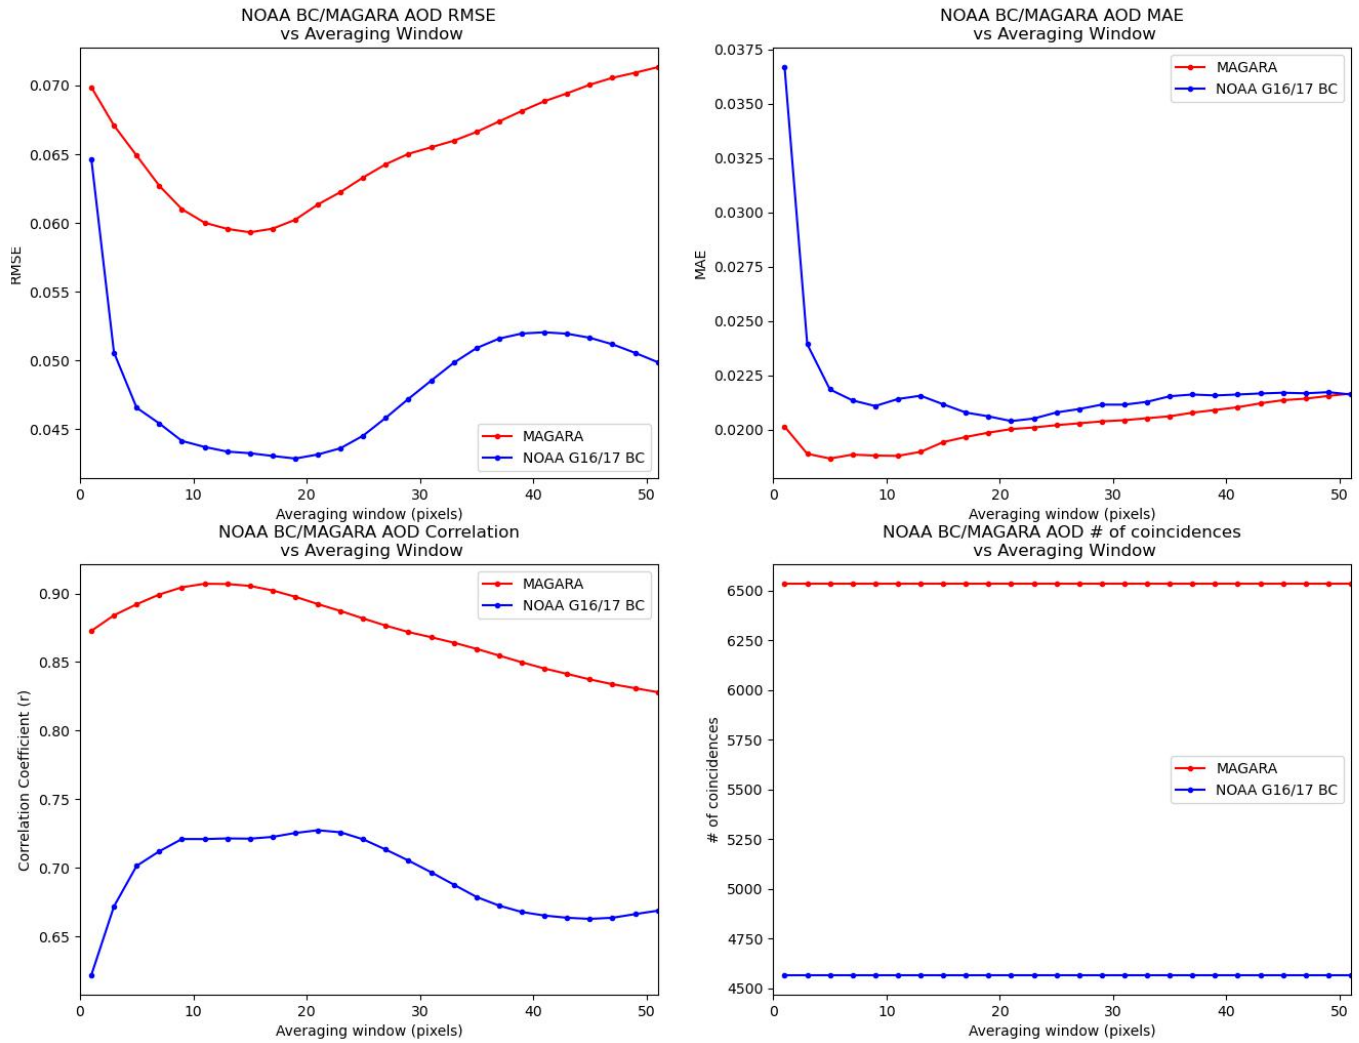 NOAA BC/MAGARA AOD RMSE
vs Averaging Window
0.070
0.065
0.060
0.055
0.050
0.045
RMSE
MAGARA
NOAA G16/17 BC
0 10 20 30 40 50
Averaging window (pixels)
NOAA BC/MAGARA AOD MAE
vs Averaging Window
0.0375
0.0350
0.0325
0.0300
0.0275
0.0250
0.0225
0.0200
MAE
MAGARA
NOAA G16/17 BC
0 10 20 30 40 50
Averaging window (pixels)
NOAA BC/MAGARA AOD Correlation
vs Averaging Window
0.90
0.85
0.80
0.75
0.70
0.65
Correlation Coefficient (r)
MAGARA
NOAA G16/17 BC
0 10 20 30 40 50
Averaging window (pixels)
NOAA BC/MAGARA AOD # of coincidences
vs Averaging Window
6500
6250
6000
5750
5500
5250
5000
4750
4500
# of coincidences
MAGARA
NOAA G16/17 BC
0 10 20 30 40 50
Averaging window (pixels)